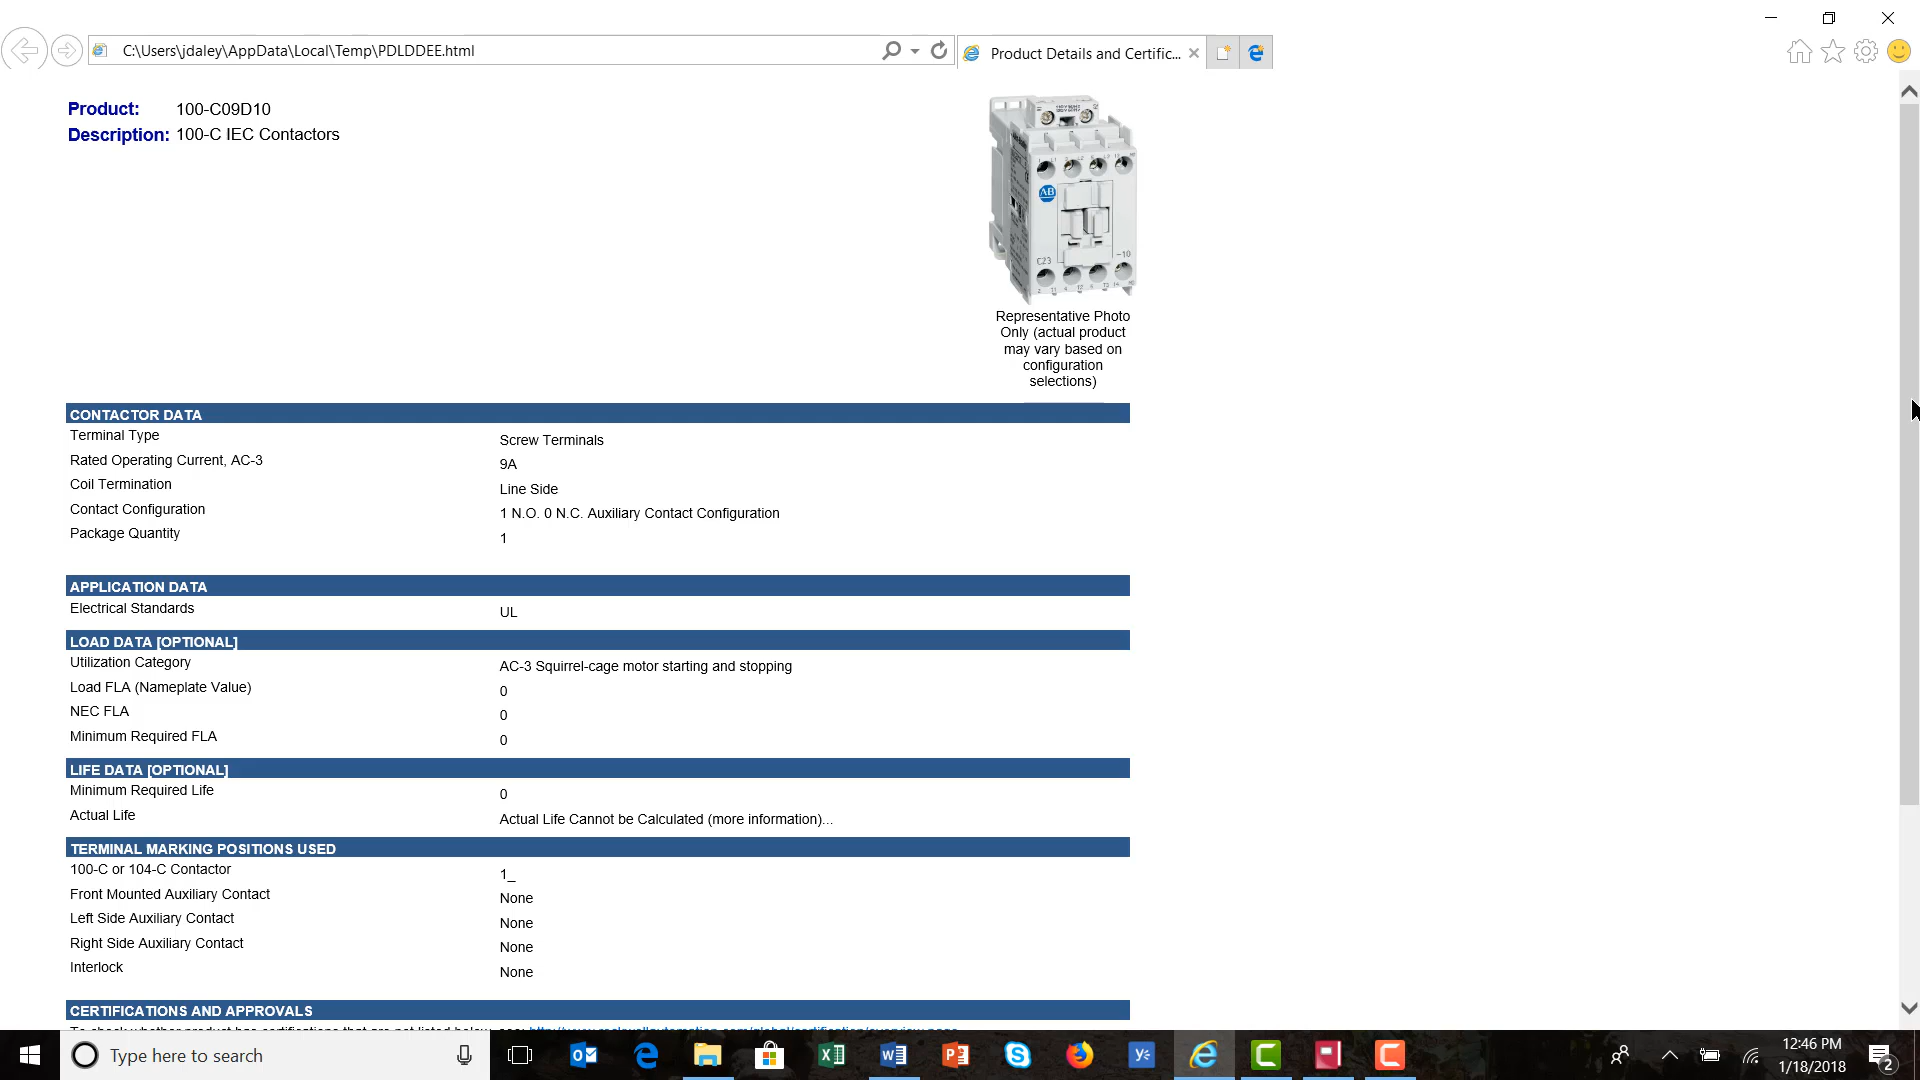 C:\Users\jdaley\AppData\Local\Temp\PDLDDEE.html
Product Details and Certific...
Product: 100-C09D10
Description: 100-C IEC Contactors
AB
C23
-10
Representative Photo
Only (actual product
may vary based on
configuration
selections)
CONTACTOR DATA
Terminal Type Screw Terminals
Rated Operating Current, AC-3 9A
Coil Termination Line Side
Contact Configuration 1 N.O. 0 N.C. Auxiliary Contact Configuration
Package Quantity 1
APPLICATION DATA
Electrical Standards UL
LOAD DATA [OPTIONAL]
Utilization Category AC-3 Squirrel-cage motor starting and stopping
Load FLA (Nameplate Value) 0
NEC FLA 0
Minimum Required FLA 0
LIFE DATA [OPTIONAL]
Minimum Required Life 0
Actual Life Actual Life Cannot be Calculated (more information)...
TERMINAL MARKING POSITIONS USED
100-C or 104-C Contactor 1_
Front Mounted Auxiliary Contact None
Left Side Auxiliary Contact None
Right Side Auxiliary Contact None
Interlock None
CERTIFICATIONS AND APPROVALS
Type here to search
12:46 PM
1/18/2018
2